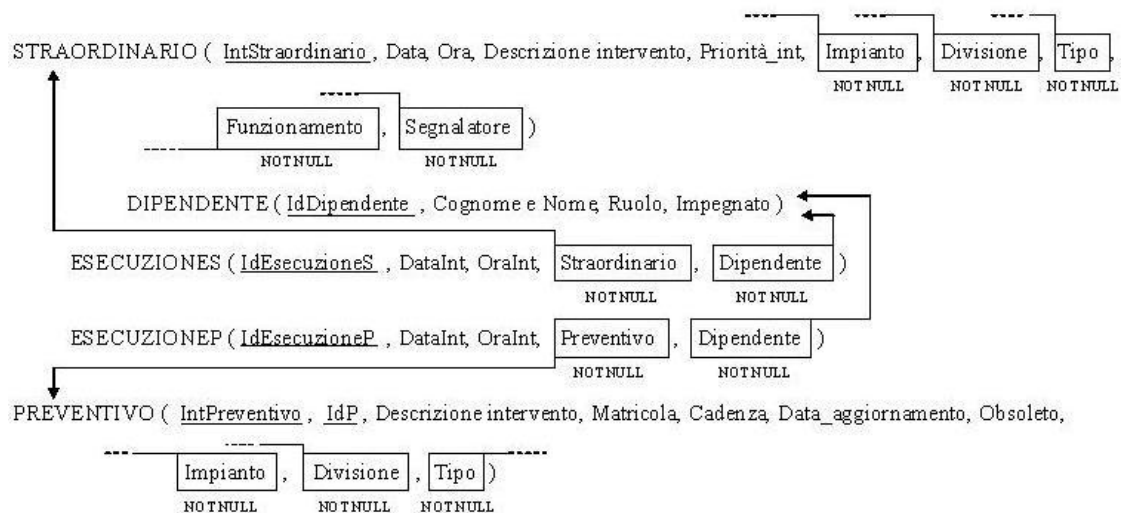 STRAORDINARIO ( IntStraordinario , Data, Ora, Descrizione intervento, Priorità_int, Impianto , Divisione , Tipo ,
NOT NULL NOT NULL NOT NULL
Funzionamento , Segnalatore )
NOT NULL NOT NULL
DIPENDENTE ( IdDipendente , Cognome e Nome, Ruolo, Impegnato )
ESECUZIONES ( IdEsecuzioneS , DataInt, OraInt, Straordinario , Dipendente )
NOT NULL NOT NULL
ESECUZIONEP ( IdEsecuzioneP , DataInt, OraInt, Preventivo , Dipendente )
NOT NULL NOT NULL
PREVENTIVO ( IntPreventivo , IdP, Descrizione intervento, Matricola, Cadenza, Data_aggiornamento, Obsoleto,
Impianto , Divisione , Tipo )
NOT NULL NOT NULL NOT NULL